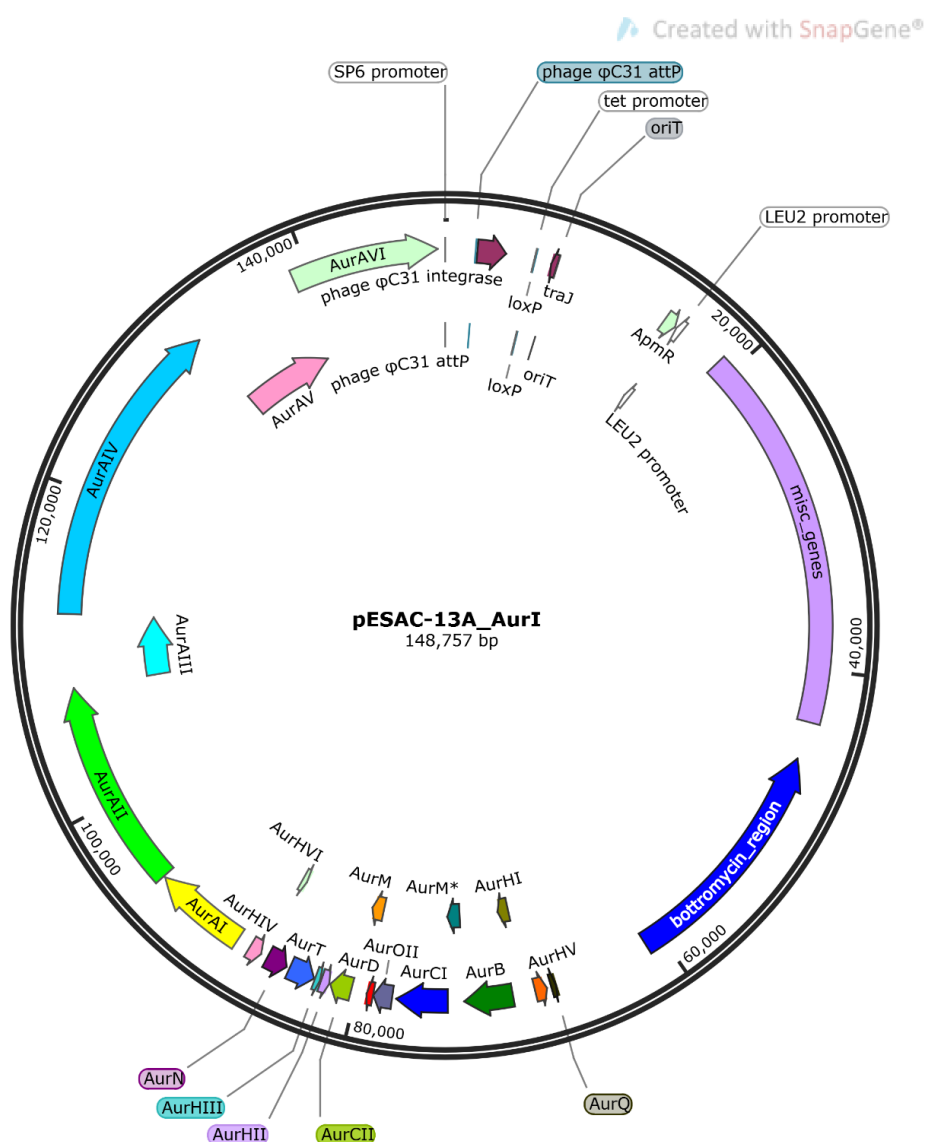 Created with SnapGene®
SP6 promoter
phage φC31 attP
tet promoter
oriT
LEU2 promoter
140,000
AurAVI
phage φC31 integrase
loxP
traJ
ApmR
20,000
phage φC31 attP
loxP
oriT
AurAV
LEU2 promoter
AurAIV
misc_genes
120,000
pESAC-13A_AurI
148,757 bp
AurAIII
40,000
AurAII
100,000
bottromycin_region
60,000
AurHVI
AurM
AurM*
AurHI
AurAI
AurHIV
AurT
AurD
AurOII
AurCI
AurB
AurHV
80,000
AurN
AurHIII
AurHII
AurCII
AurQ